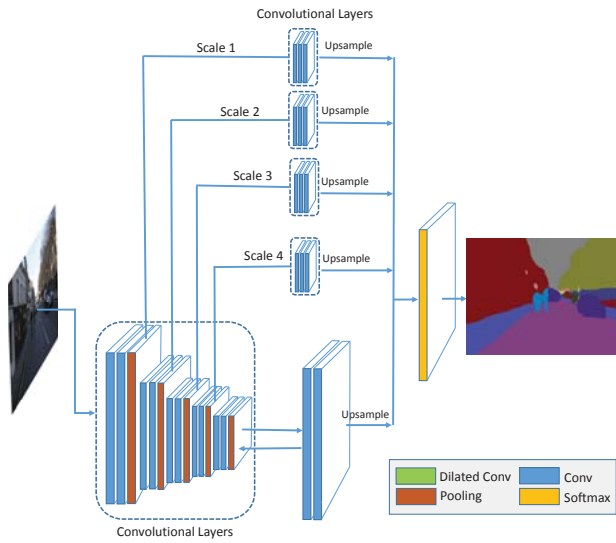 Convolutional Layers
Scale 1
Upsample
Scale 2
Upsample
Scale 3
Upsample
Scale 4
Upsample
Upsample
Convolutional Layers
Dilated Conv
Conv
Pooling
Softmax